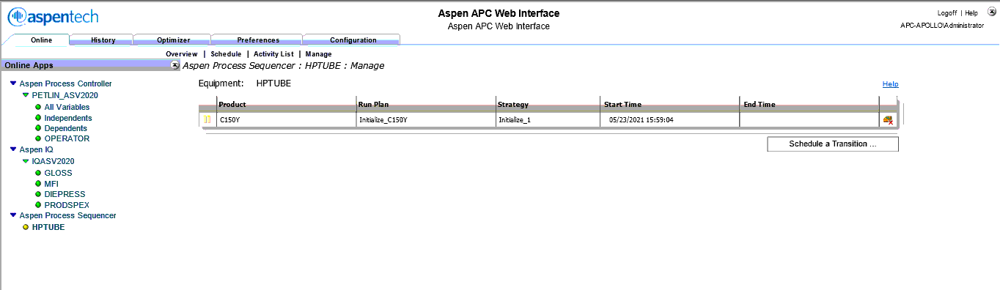 aspentech
Aspen APC Web Interface
Aspen APC Web Interface
Logoff | Help
APC-APOLLO\Administrator
Online History Optimizer Preferences Configuration
Overview | Schedule | Activity List | Manage
Online Apps
Aspen Process Sequencer : HPTUBE : Manage
Aspen Process Controller
PETLIN_ASV2020
All Variables
Independents
Dependents
OPERATOR
Aspen IQ
IQASV2020
GLOSS
MFI
DIEPRESS
PRODSPEX
Aspen Process Sequencer
HPTUBE
Equipment: HPTUBE
Help
Product Run Plan Strategy Start Time End Time
C150Y Initialize_C150Y Initialize_1 05/23/2021 15:59:04
Schedule a Transition ...